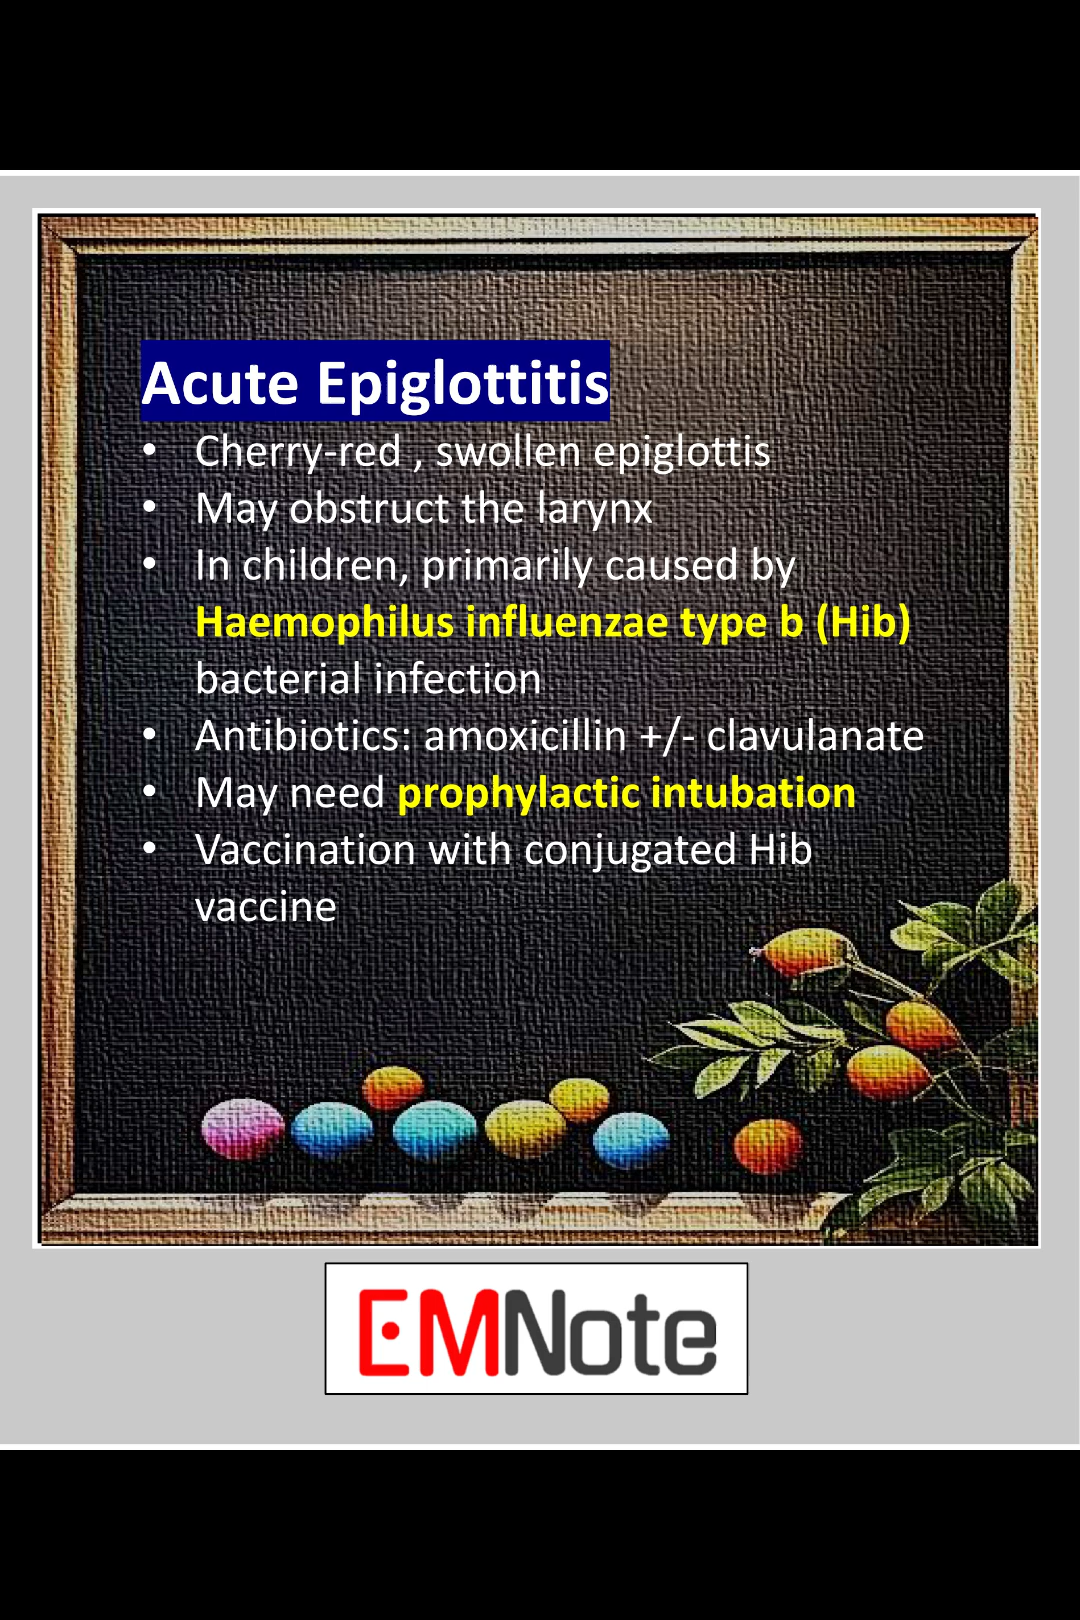 Acute Epiglottitis
• Cherry-red , swollen epiglottis
• May obstruct the larynx
• In children, primarily caused by
Haemophilus influenzae type b (Hib)
bacterial infection
• Antibiotics: amoxicillin +/- clavulanate
• May need prophylactic intubation
• Vaccination with conjugated Hib
vaccine
EMNote